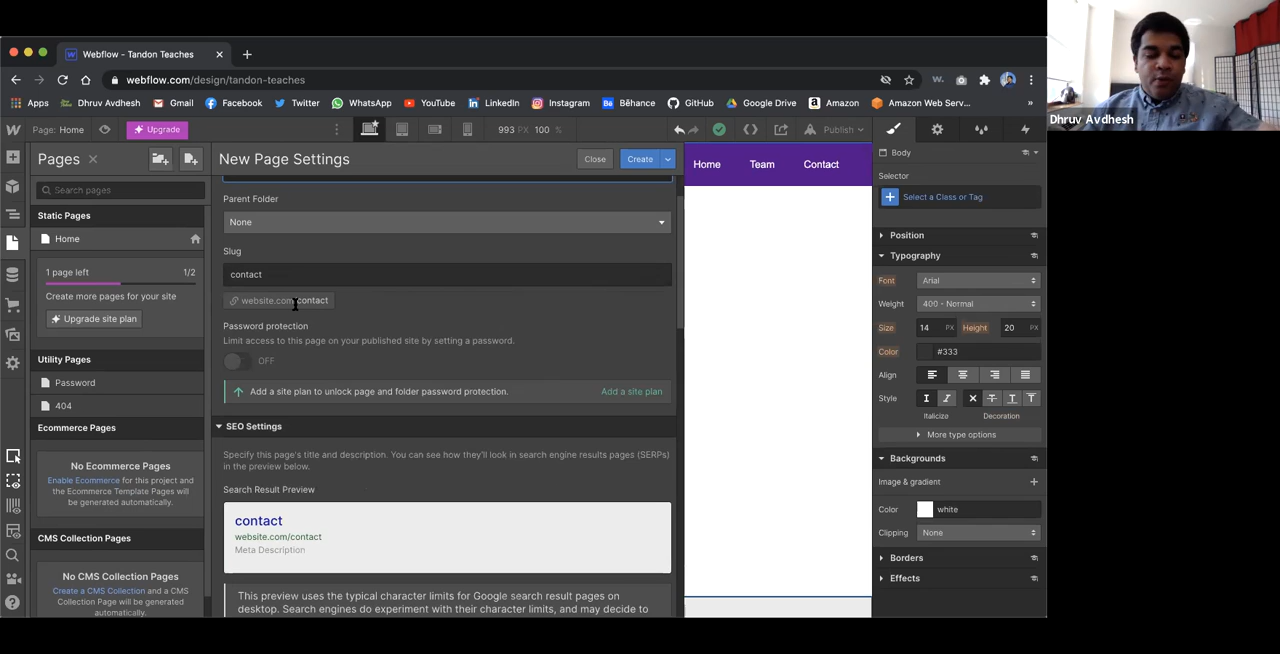 Webflow - Tandon Teaches
webflow.com/design/tandon-teaches
Apps Dhruv Avdhesh Gmail Facebook Twitter WhatsApp YouTube LinkedIn Instagram Bēhance GitHub Google Drive Amazon Amazon Web Serv... »
Dhruv Avdhesh
Page: Home Upgrade 993 PX 100 % Publish
Pages
Search pages
Static Pages
Home
1 page left 1/2
Create more pages for your site
Upgrade site plan
Utility Pages
Password
404
Ecommerce Pages
No Ecommerce Pages
Enable Ecommerce for this project and
the Ecommerce Template Pages will
be generated automatically.
CMS Collection Pages
No CMS Collection Pages
Create a CMS Collection and a CMS
Collection Page will be generated
automatically.
New Page Settings Close Create
Parent Folder
None
Slug
contact
website.com/contact
Password protection
Limit access to this page on your published site by setting a password.
OFF
Add a site plan to unlock page and folder password protection. Add a site plan
SEO Settings
Specify this page's title and description. You can see how they'll look in search engine results pages (SERPs)
in the preview below.
Search Result Preview
contact
website.com/contact
Meta Description
This preview uses the typical character limits for Google search result pages on
desktop. Search engines do experiment with their character limits, and may decide to
Home Team Contact
Body
Selector
Select a Class or Tag
Position
Typography
Font Arial
Weight 400 - Normal
Size 14 PX Height 20 PX
Color #333
Align
Style
Italicize Decoration
More type options
Backgrounds
Image & gradient
Color white
Clipping None
Borders
Effects